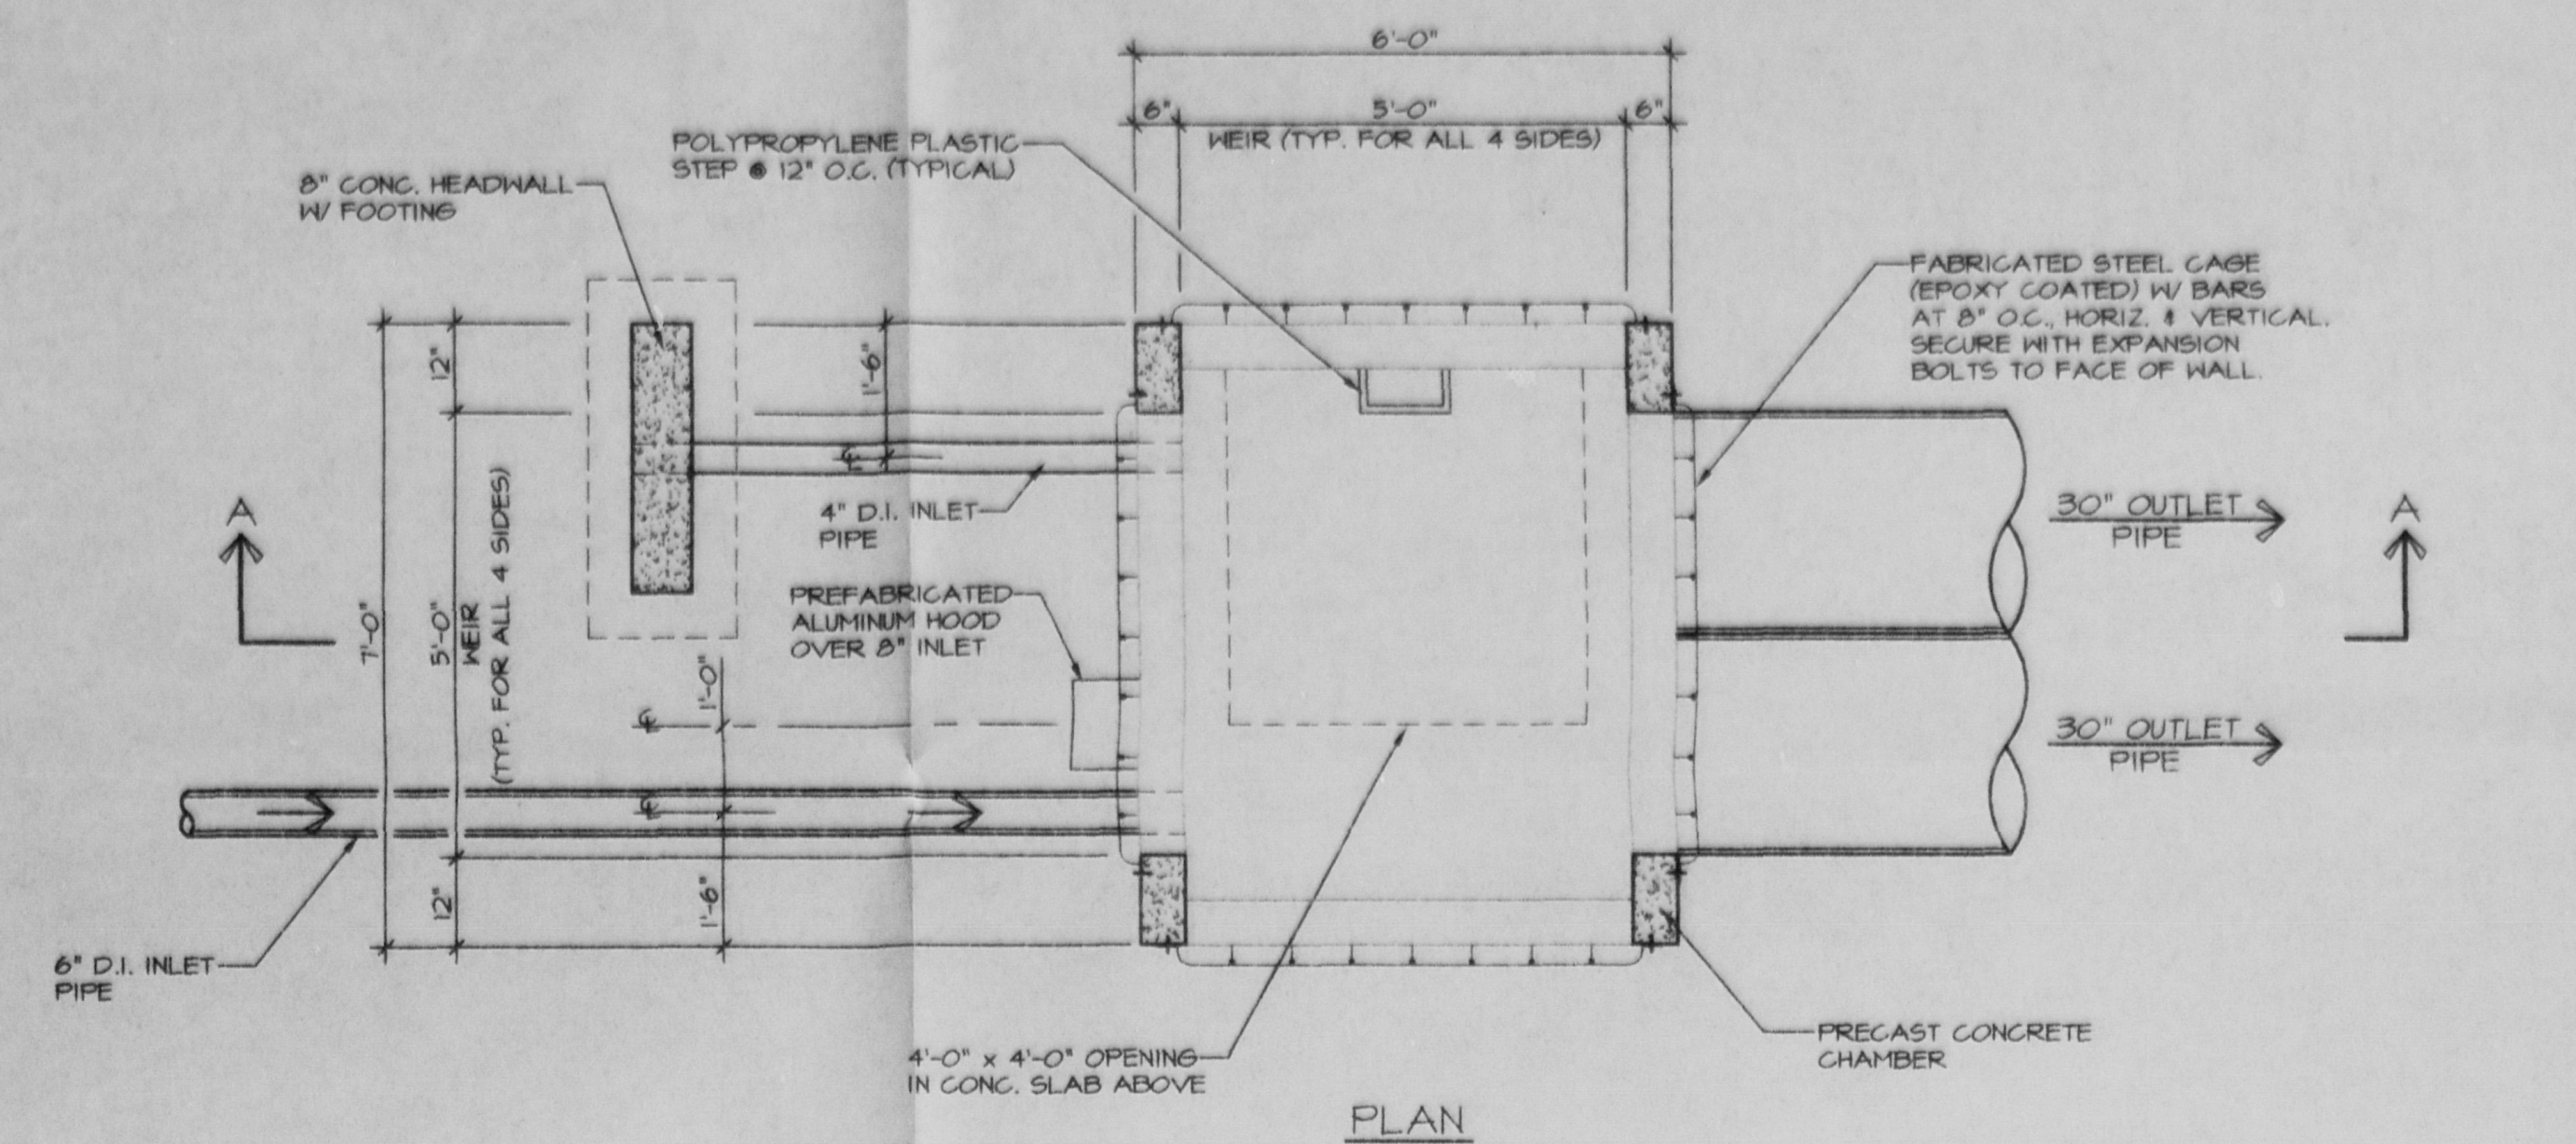 6'-0"
6" 5'-0" 6"
WEIR (TYP. FOR ALL 4 SIDES)
POLYPROPYLENE PLASTIC
STEP @ 12" O.C. (TYPICAL)
8" CONC. HEADWALL
W/ FOOTING
FABRICATED STEEL CAGE
(EPOXY COATED) W/ BARS
AT 8" O.C., HORIZ. & VERTICAL.
SECURE WITH EXPANSION
BOLTS TO FACE OF WALL.
12"
1'-6"
7'-0"
5'-0"
WEIR
(TYP. FOR ALL 4 SIDES)
12"
℄
4" D.I. INLET
PIPE
A
A
30" OUTLET
PIPE
30" OUTLET
PIPE
PREFABRICATED
ALUMINUM HOOD
OVER 8" INLET
1'-0"
℄
℄
1'-6"
6" D.I. INLET
PIPE
4'-0" x 4'-0" OPENING
IN CONC. SLAB ABOVE
PRECAST CONCRETE
CHAMBER
PLAN